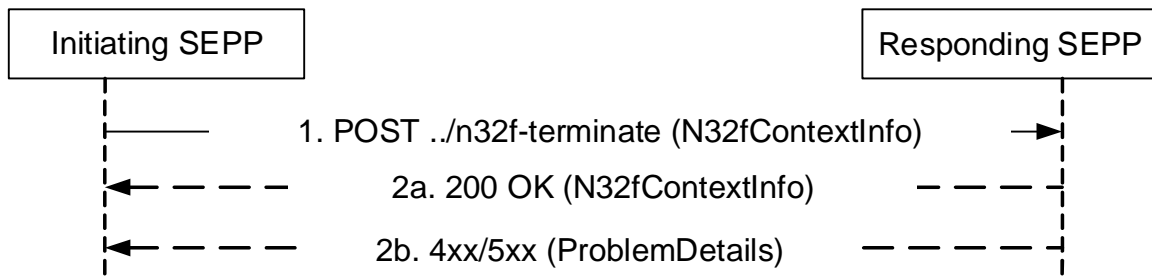 Initiating SEPP
Responding SEPP
1. POST ../n32f-terminate (N32fContextInfo)
2a. 200 OK (N32fContextInfo)
2b. 4xx/5xx (ProblemDetails)